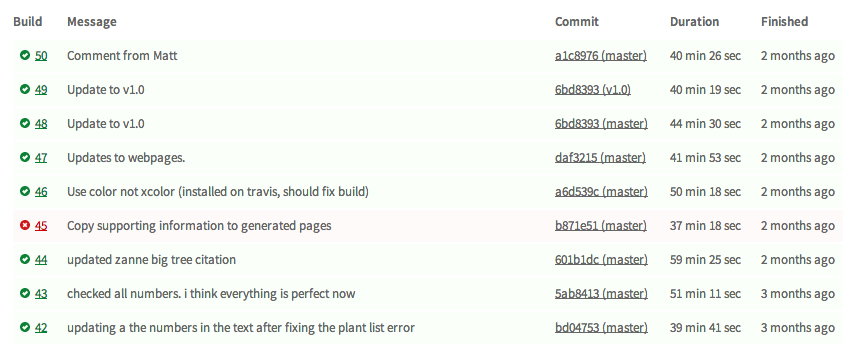 Build Message Commit Duration Finished
50 Comment from Matt a1c8976 (master) 40 min 26 sec 2 months ago
49 Update to v1.0 6bd8393 (v1.0) 40 min 19 sec 2 months ago
48 Update to v1.0 6bd8393 (master) 44 min 30 sec 2 months ago
47 Updates to webpages. daf3215 (master) 41 min 53 sec 2 months ago
46 Use color not xcolor (installed on travis, should fix build) a6d539c (master) 50 min 18 sec 2 months ago
45 Copy supporting information to generated pages b871e51 (master) 37 min 18 sec 2 months ago
44 updated zanne big tree citation 601b1dc (master) 59 min 25 sec 2 months ago
43 checked all numbers. i think everything is perfect now 5ab8413 (master) 51 min 11 sec 3 months ago
42 updating a the numbers in the text after fixing the plant list error bd04753 (master) 39 min 41 sec 3 months ago